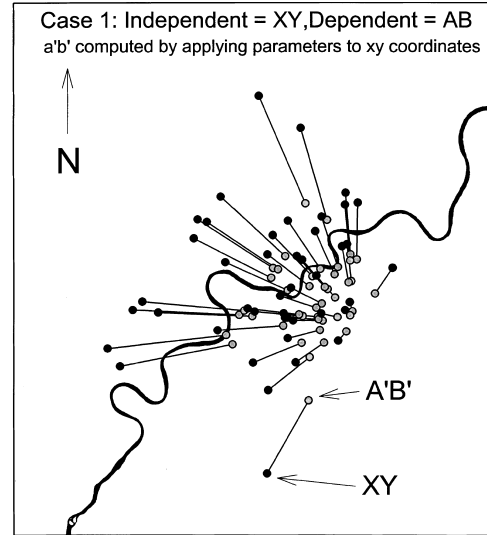 Case 1: Independent = XY,Dependent = AB
a'b' computed by applying parameters to xy coordinates
N
A'B'
XY